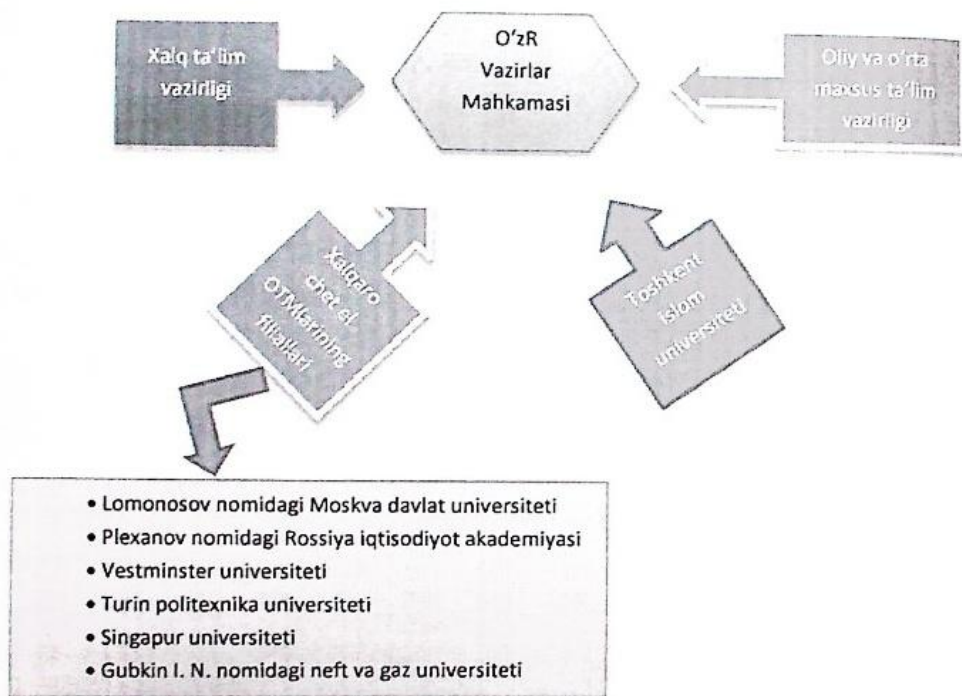 Xalq ta'lim
vazirligi
O'zR
Vazirlar
Mahkamasi
Oliy va o'rta
maxsus ta'lim
vazirligi
Xalqaro
chet el
OTMlarining
filiallari
Toshkent
islom
universiteti
• Lomonosov nomidagi Moskva davlat universiteti
• Plexanov nomidagi Rossiya iqtisodiyot akademiyasi
• Vestminster universiteti
• Turin politexnika universiteti
• Singapur universiteti
• Gubkin I. N. nomidagi neft va gaz universiteti